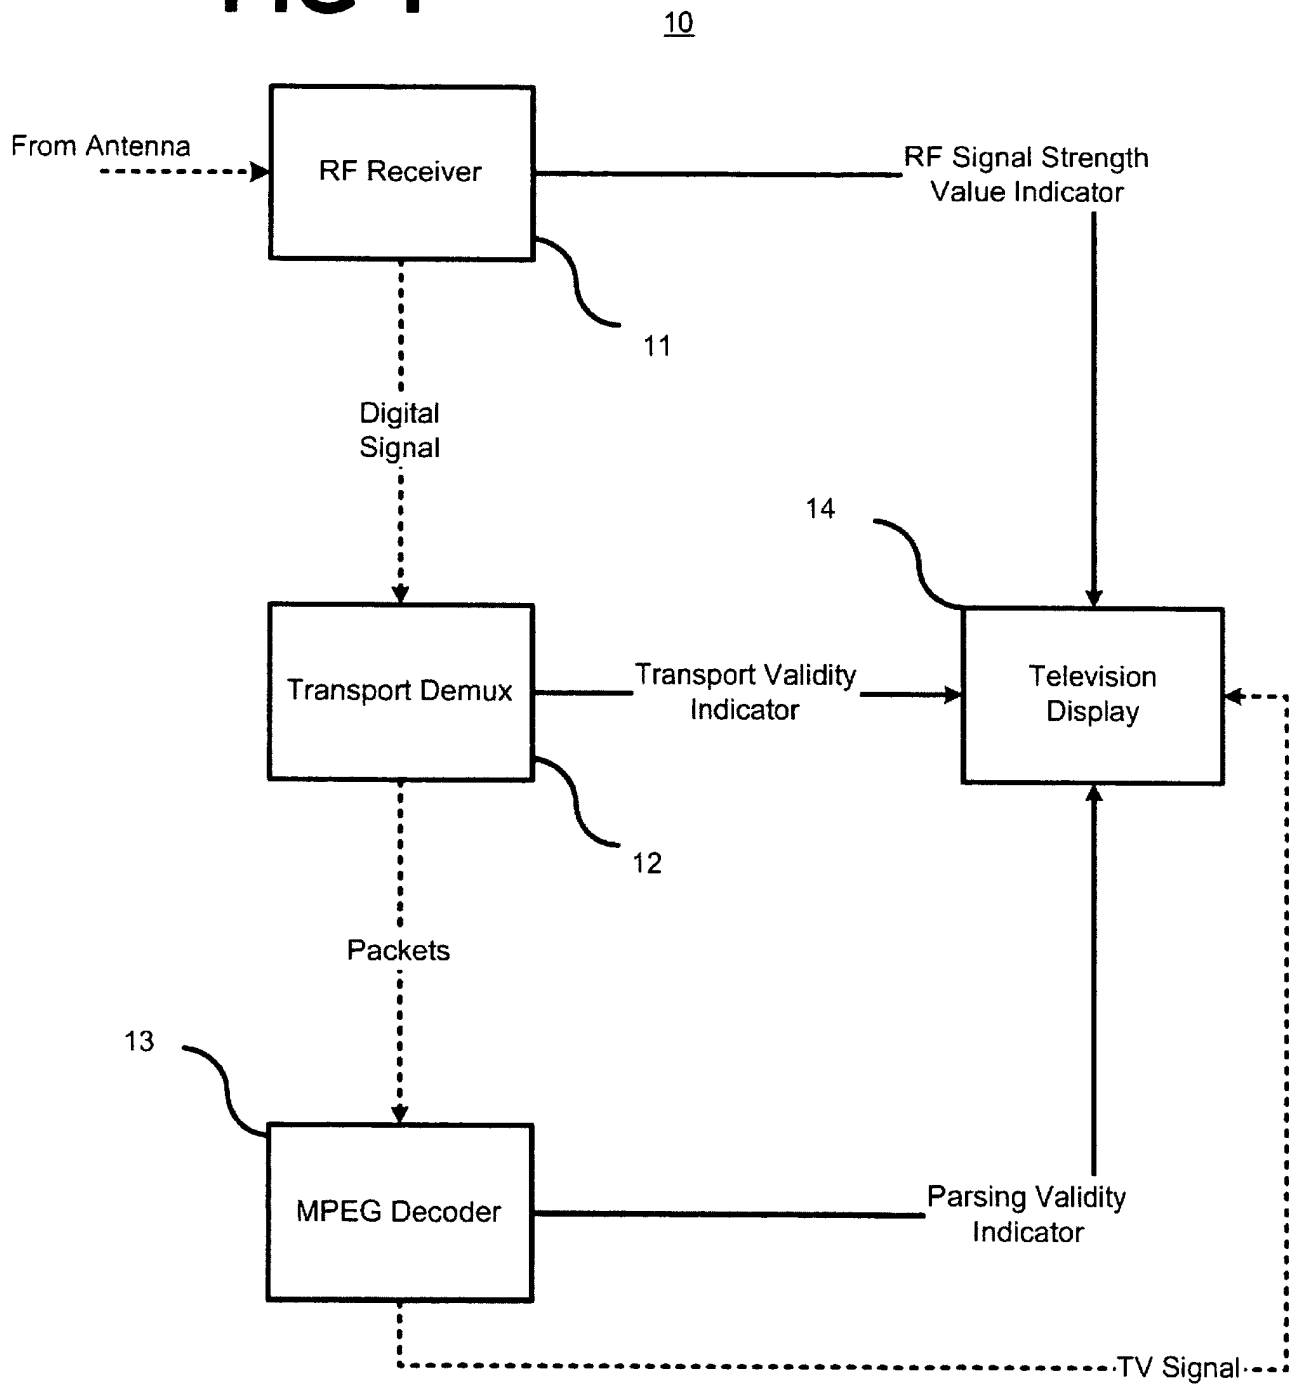 10
From Antenna
RF Receiver
RF Signal Strength
Value Indicator
11
Digital
Signal
14
Transport Demux
Transport Validity
Indicator
Television
Display
12
Packets
13
MPEG Decoder
Parsing Validity
Indicator
TV Signal